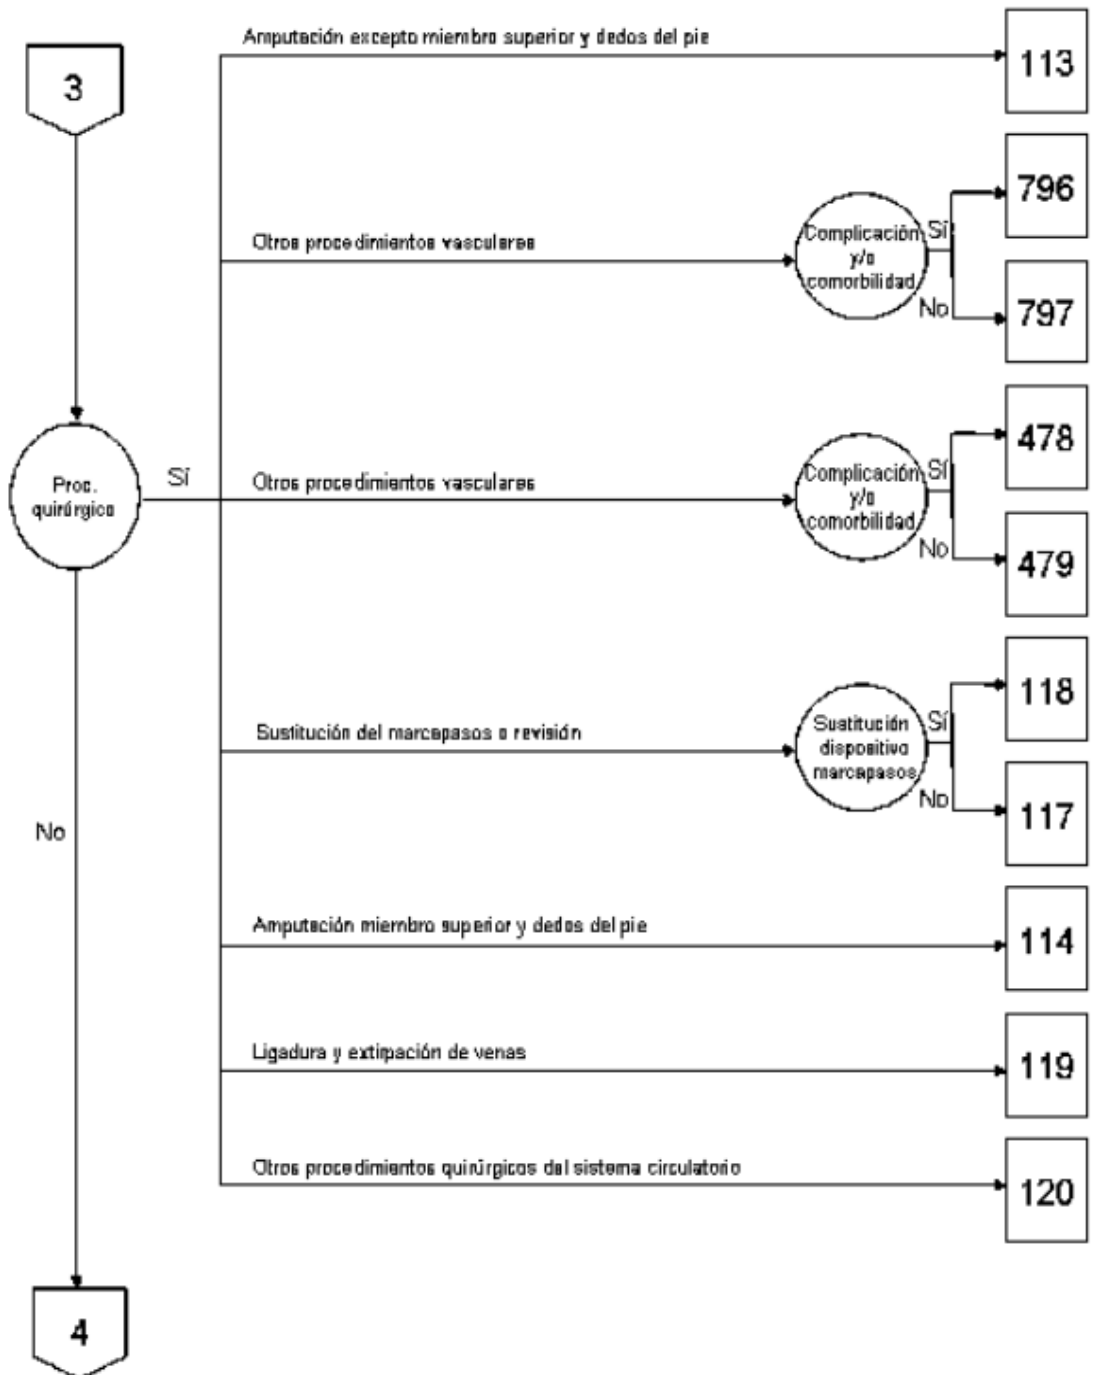 Amputación excepto miembro superior y dedos del pie
113
3
796
Otros procedimientos vasculares
Complicación
y/o
comorbilidad
Sí
No
797
478
Proc.
quirúrgico
Sí
Otros procedimientos vasculares
Complicación
y/o
comorbilidad
Sí
No
479
118
Sustitución del marcapasos o revisión
Sustitución
dispositivo
marcapasos
Sí
No
117
No
Amputación miembro superior y dedos del pie
114
Ligadura y extirpación de venas
119
Otros procedimientos quirúrgicos del sistema circulatorio
120
4